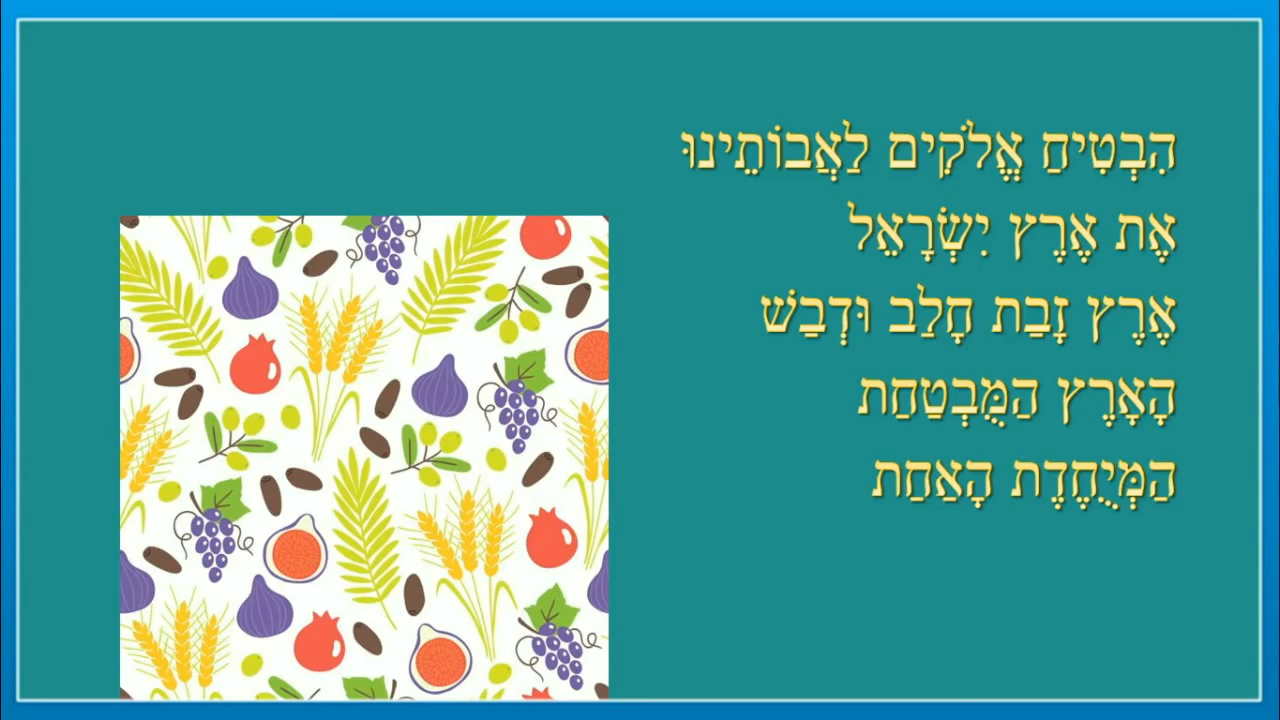 הִבְטִיחַ אֱלֹקִים לַאֲבוֹתֵינוּ
אֶת אֶרֶץ יִשְׂרָאֵל
אֶרֶץ זָבַת חָלַב וּדְבַשׁ
הָאָרֶץ הַמֻּבְטַחַת
הַמְּיֻחֶדֶת הָאַחַת